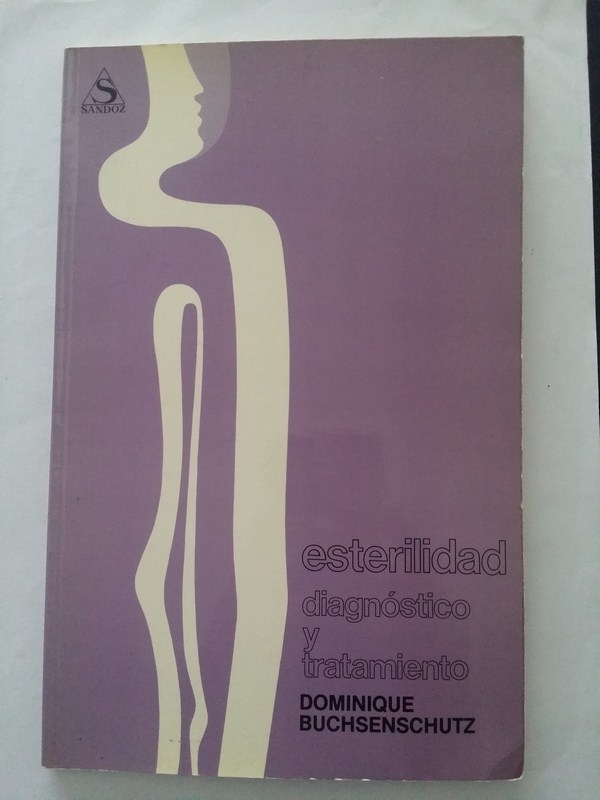 S
SANDOZ
esterilidad
diagnóstico
y
tratamiento
DOMINIQUE
BUCHSENSCHUTZ